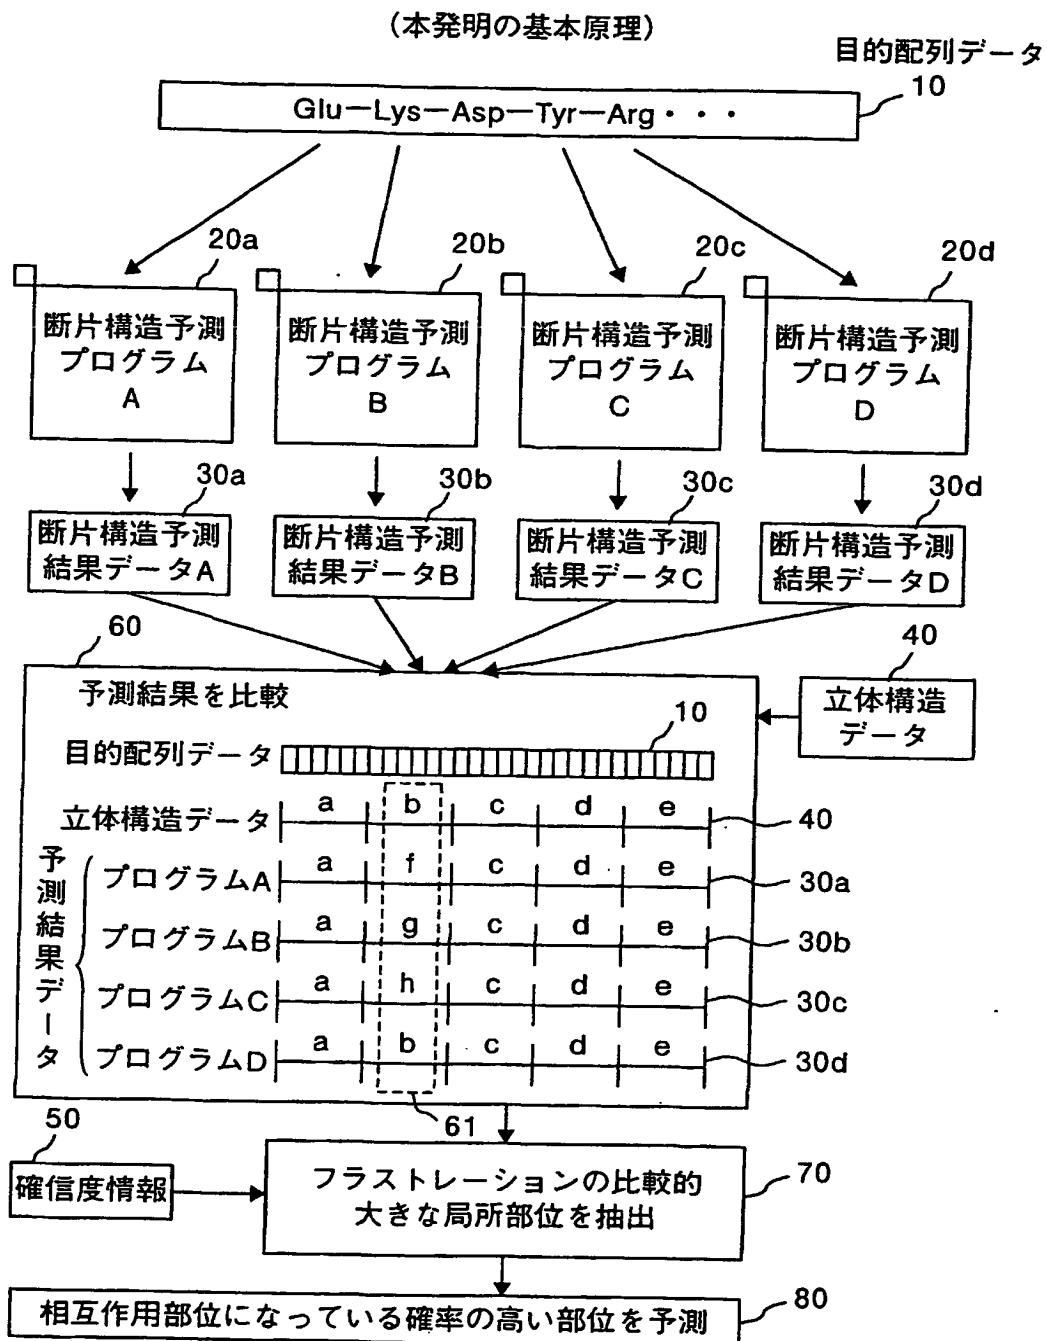 (本発明の基本原理)
目的配列データ
10
Glu－Lys－Asp－Tyr－Arg・・・
20a
20b
20c
20d
断片構造予測
プログラム
A
断片構造予測
プログラム
B
断片構造予測
プログラム
C
断片構造予測
プログラム
D
30a
30b
30c
30d
断片構造予測
結果データA
断片構造予測
結果データB
断片構造予測
結果データC
断片構造予測
結果データD
60
40
予測結果を比較
立体構造
データ
10
目的配列データ
立体構造データ a b c d e 40
予測結果データ
プログラムA a f c d e 30a
プログラムB a g c d e 30b
プログラムC a h c d e 30c
プログラムD a b c d e 30d
61
50
確信度情報
フラストレーションの比較的
大きな局所部位を抽出
70
相互作用部位になっている確率の高い部位を予測
80